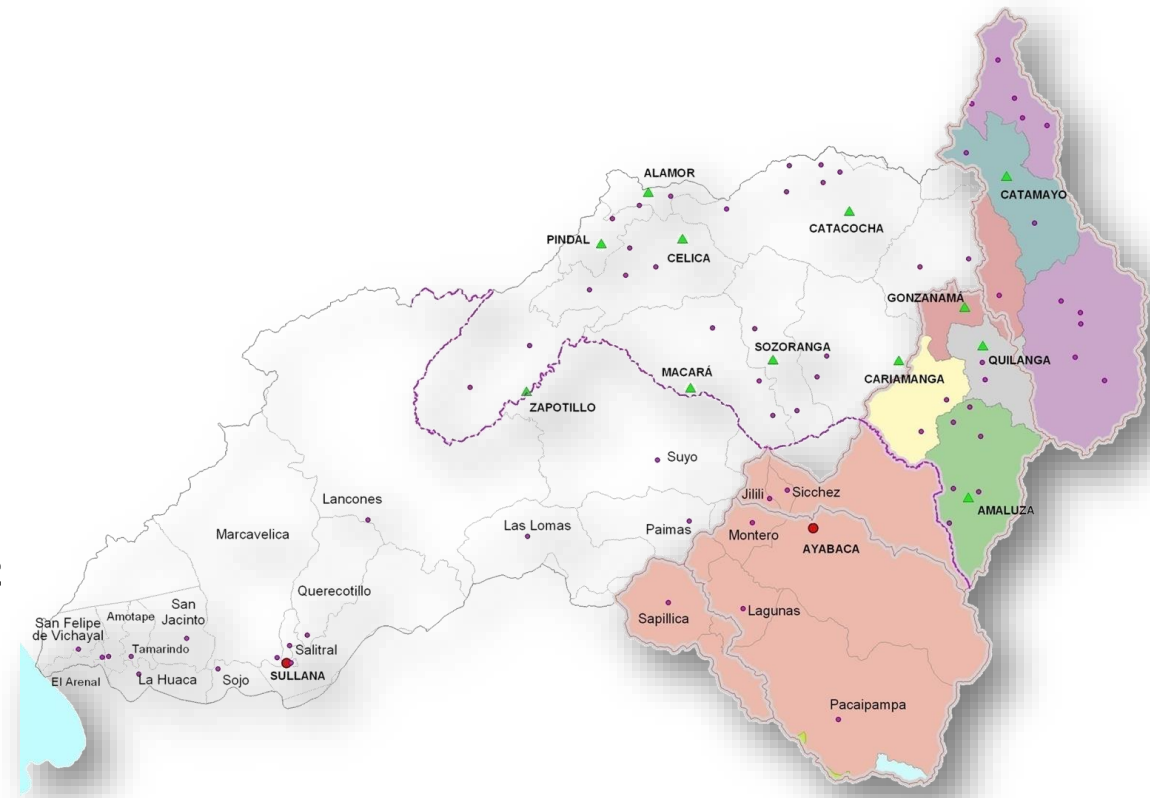 ALAMOR
CATAMAYO
CATACOCHA
PINDAL
CELICA
GONZANAMÁ
SOZORANGA
QUILANGA
MACARÁ
CARIAMANGA
ZAPOTILLO
Suyo
Jilili
Sicchez
Lancones
AMALUZA
Las Lomas
Paimas
Montero
Marcavelica
AYABACA
Querecotillo
San
Jacinto
Amotape
Lagunas
Sapillica
San Felipe
de Vichayal
Tamarindo
Salitral
SULLANA
El Arenal
La Huaca
Sojo
Pacaipampa